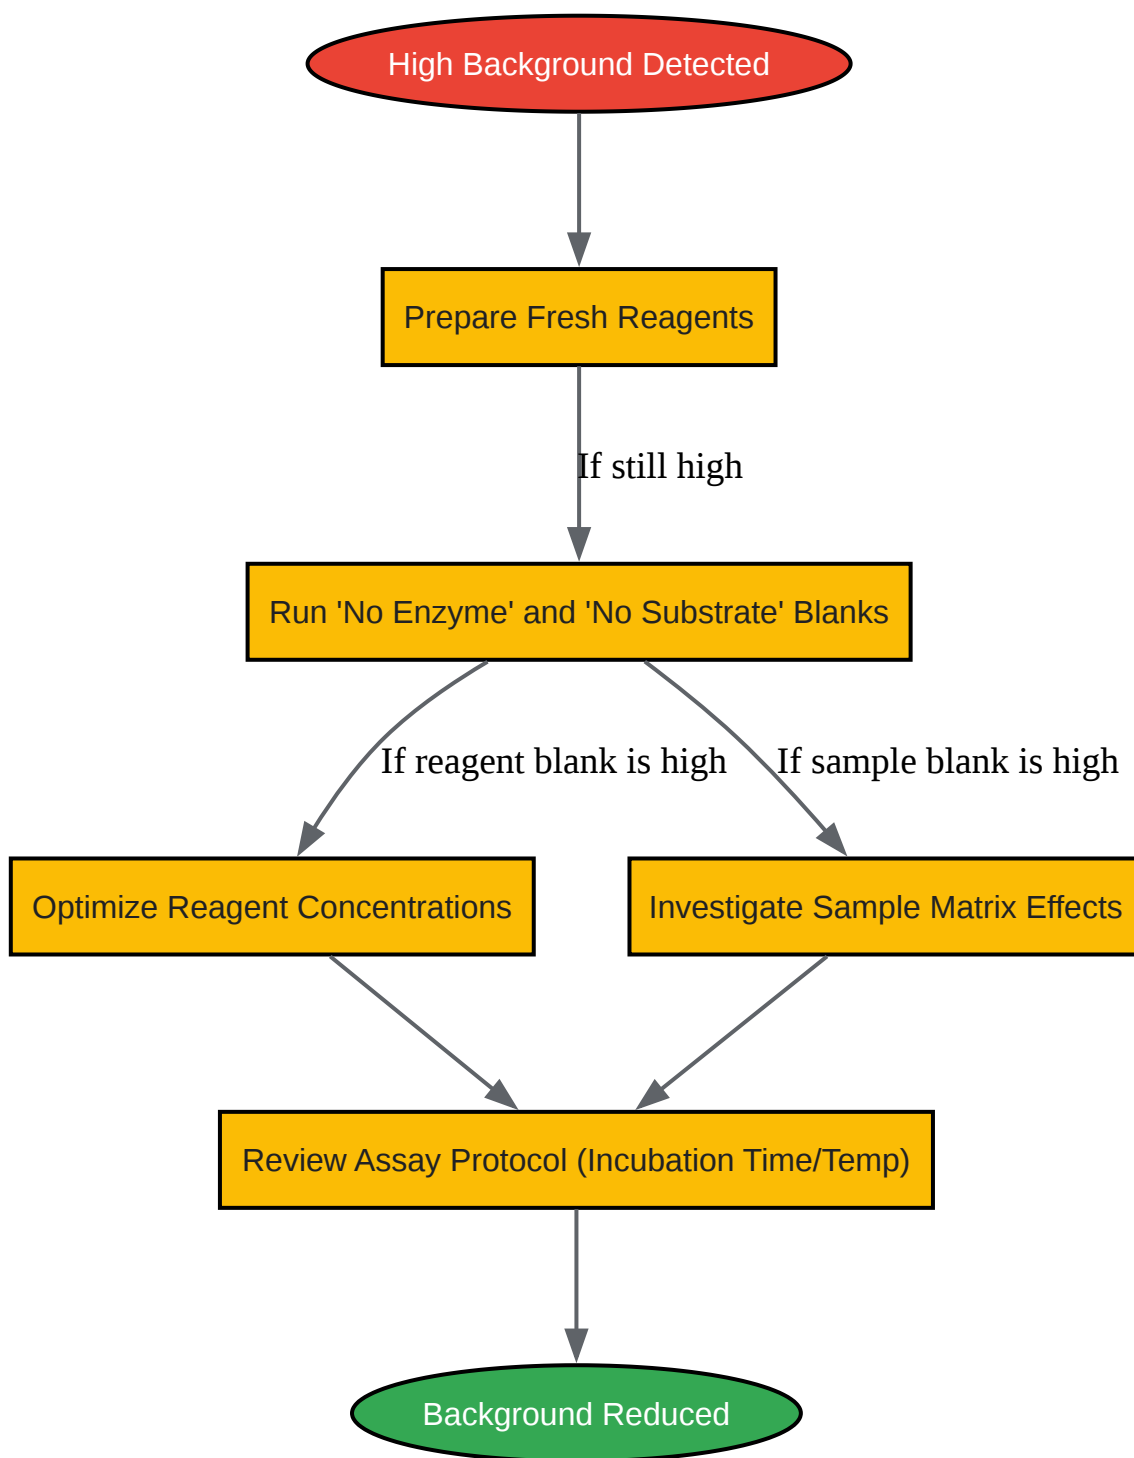 High Background Detected
Prepare Fresh Reagents
If still high
Run 'No Enzyme' and 'No Substrate' Blanks
If reagent blank is high
If sample blank is high
Optimize Reagent Concentrations
Investigate Sample Matrix Effects
Review Assay Protocol (Incubation Time/Temp)
Background Reduced